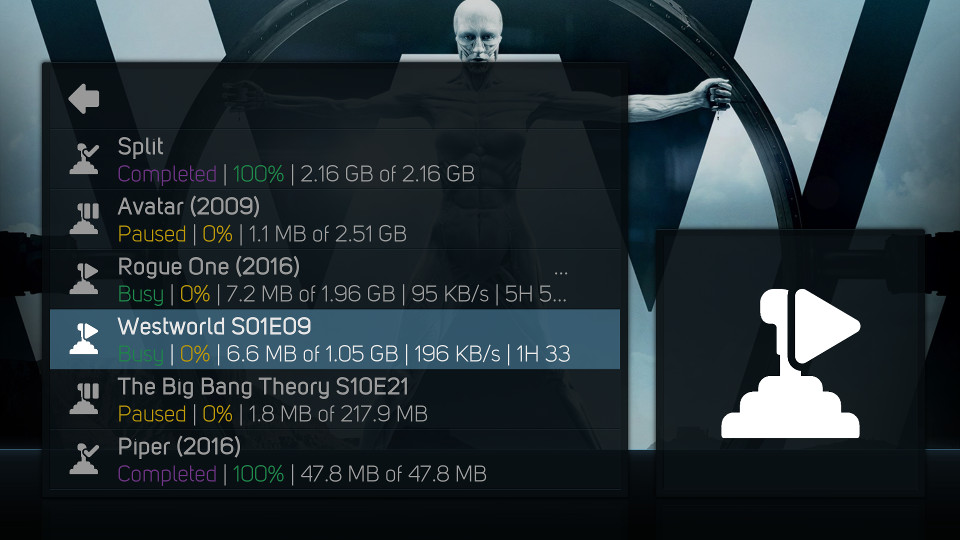 Split
Completed | 100% | 2.16 GB of 2.16 GB
Avatar (2009)
Paused | 0% | 1.1 MB of 2.51 GB
Rogue One (2016) ...
Busy | 0% | 7.2 MB of 1.96 GB | 95 KB/s | 5H 5...
Westworld S01E09
Busy | 0% | 6.6 MB of 1.05 GB | 196 KB/s | 1H 33
The Big Bang Theory S10E21
Paused | 0% | 1.8 MB of 217.9 MB
Piper (2016)
Completed | 100% | 47.8 MB of 47.8 MB